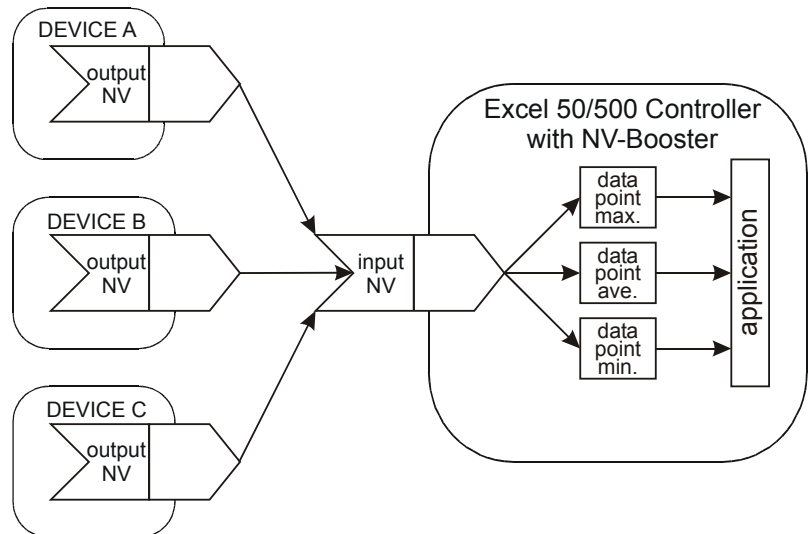 DEVICE A
output
NV
DEVICE B
output
NV
DEVICE C
output
NV
input
NV
Excel 50/500 Controller
with NV-Booster
data
point
max.
data
point
ave.
data
point
min.
application